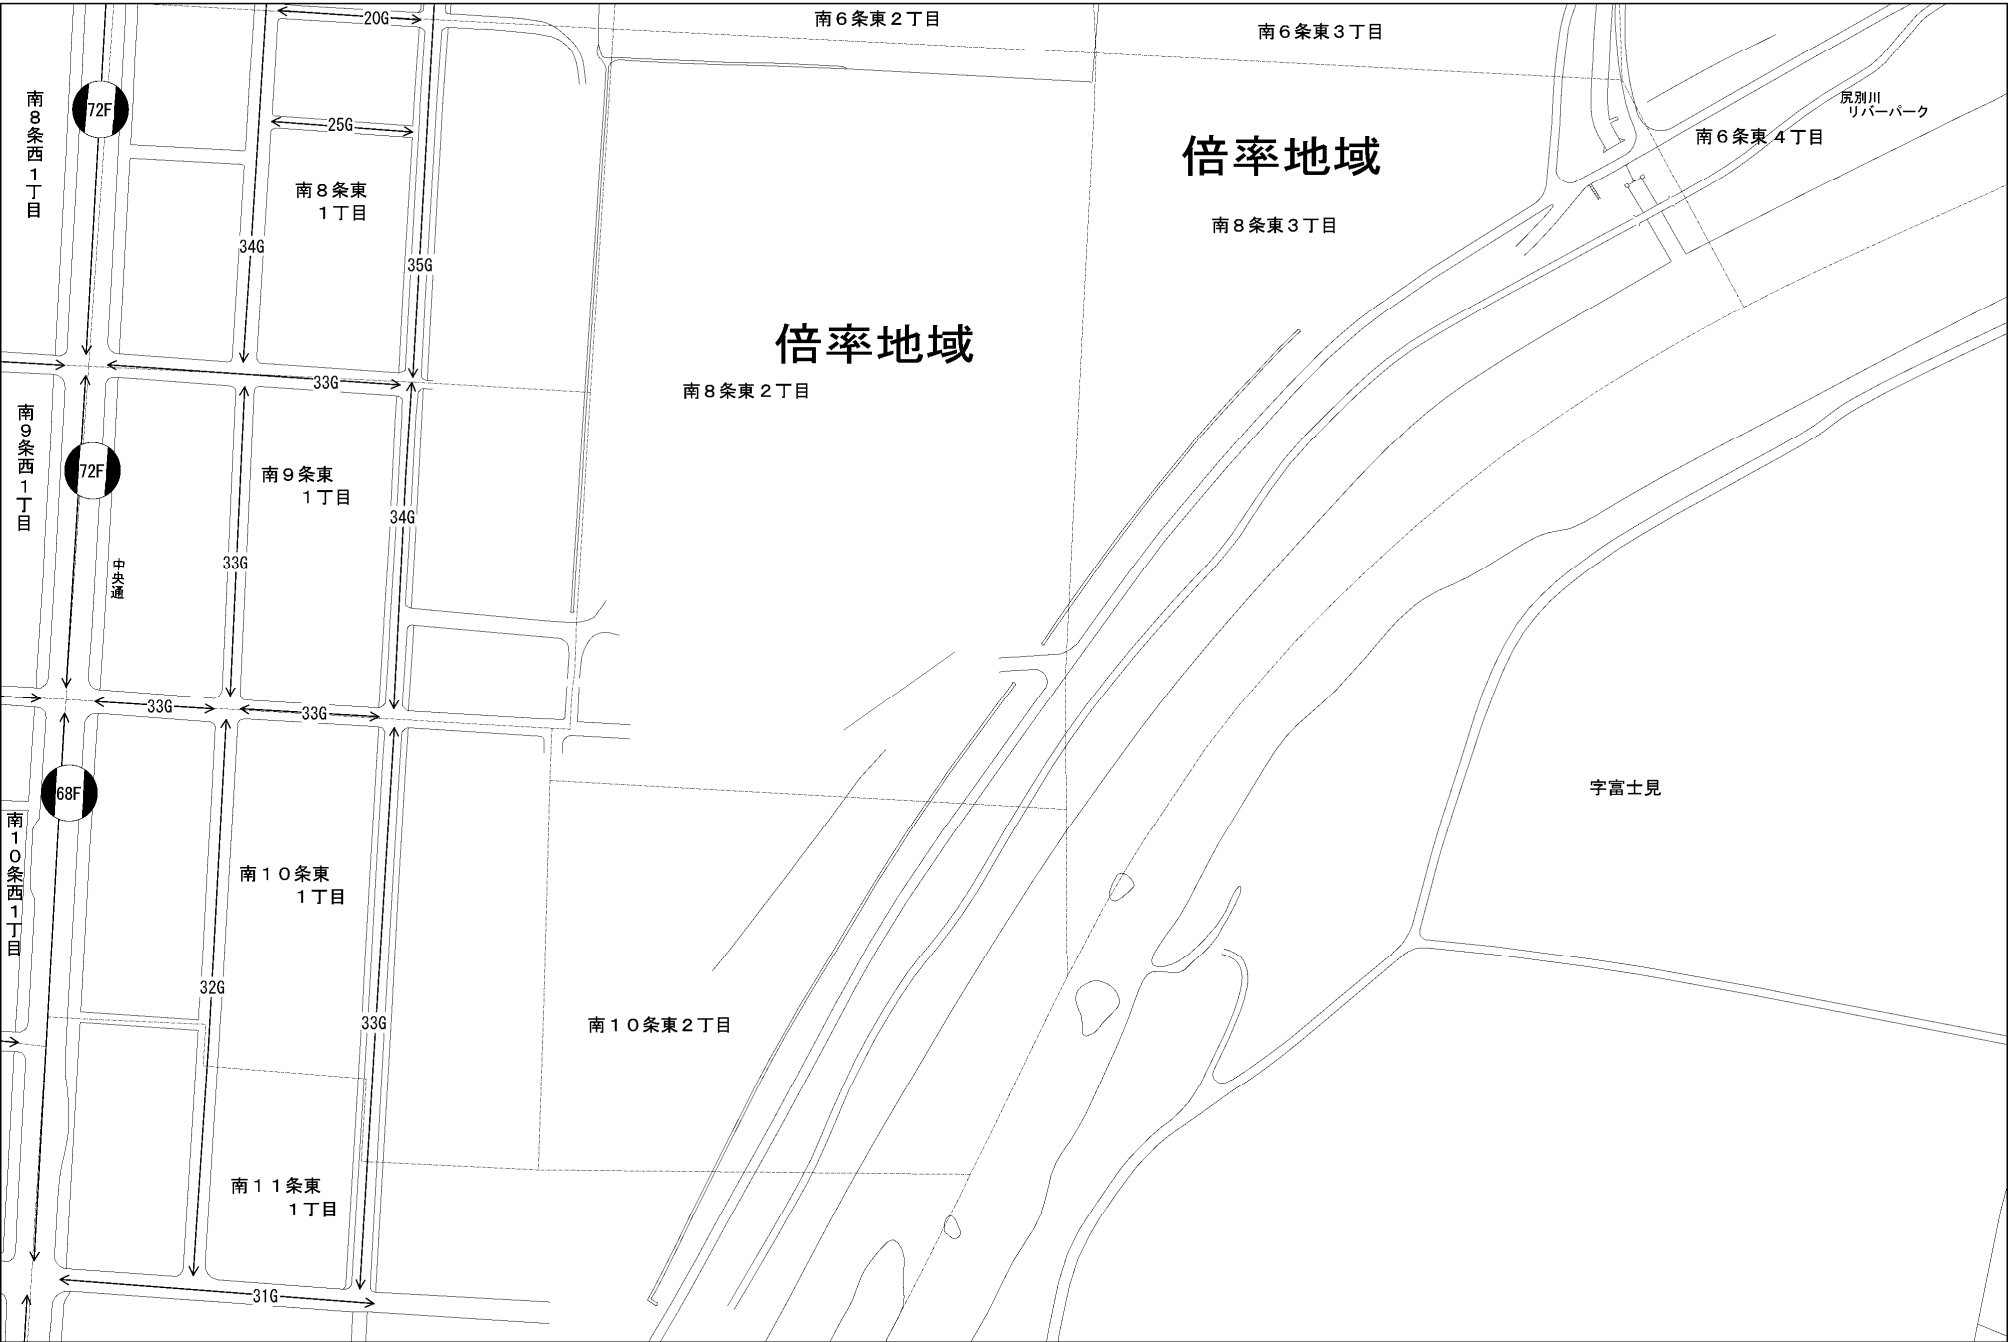 20G
南６条東２丁目
南６条東３丁目
72F
南８条西１丁目
25G
尻別川
リバーパーク
南６条東４丁目
倍率地域
南８条東
１丁目
南８条東３丁目
34G
35G
倍率地域
33G
南８条東２丁目
南９条西１丁目
72F
南９条東
１丁目
34G
33G
中央通
33G
33G
68F
字富士見
南１０条西１丁目
南１０条東
１丁目
32G
33G
南１０条東２丁目
南１１条東
１丁目
31G